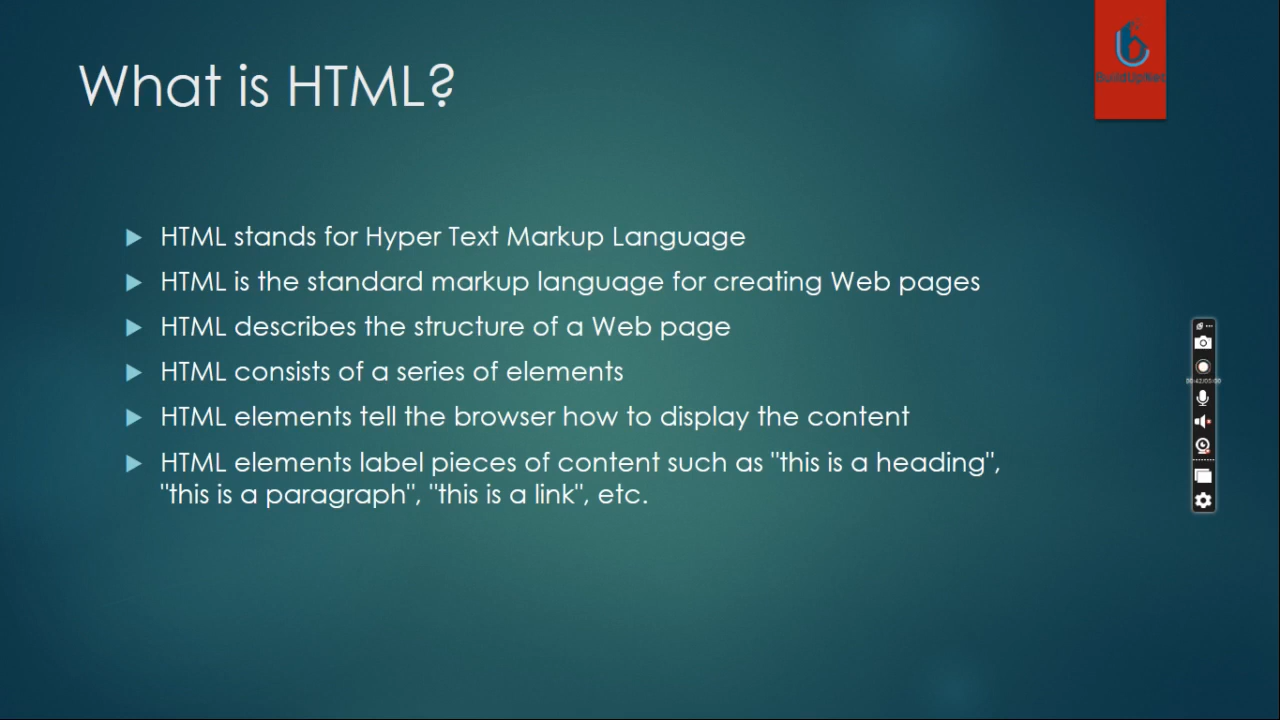 What is HTML?
HTML stands for Hyper Text Markup Language
HTML is the standard markup language for creating Web pages
HTML describes the structure of a Web page
HTML consists of a series of elements
HTML elements tell the browser how to display the content
HTML elements label pieces of content such as "this is a heading",
"this is a paragraph", "this is a link", etc.